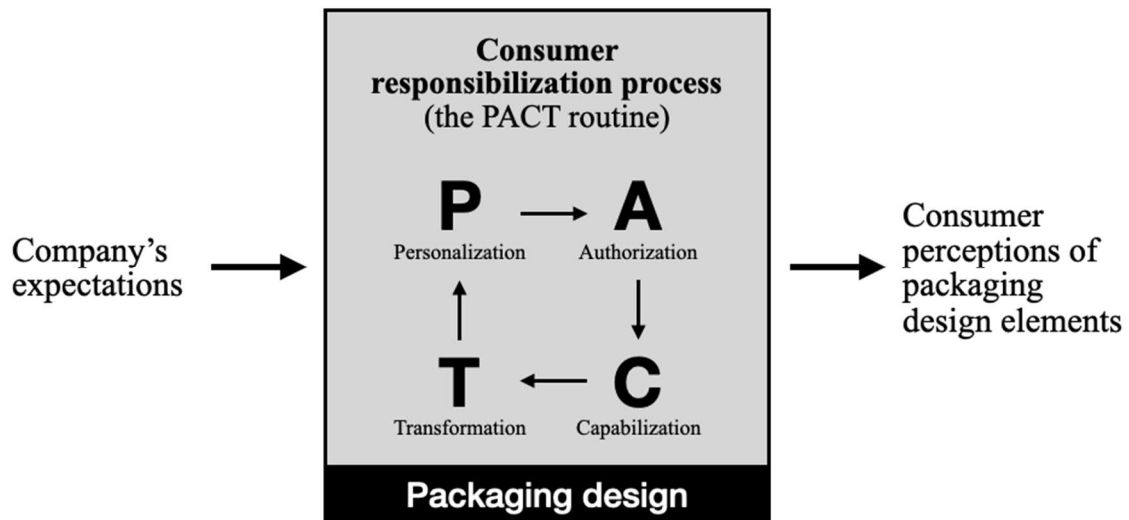 Consumer
responsibilization process
(the PACT routine)
P
A
Personalization
Authorization
Company’s
expectations
Consumer
perceptions of
packaging
design elements
T
C
Transformation
Capabilization
Packaging design